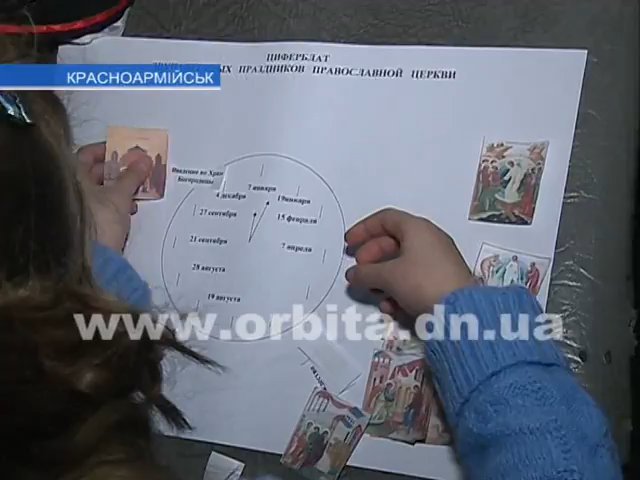 ЦИФЕРБЛАТ
ПРАЗДНИКОВ ПРАВОСЛАВНОЙ ЦЕРКВИ
КРАСНОАРМІЙСЬК
Введение во Храм
Богородицы
4 декабря
7 января
19 января
27 сентября
15 февраля
21 сентября
7 апреля
28 августа
19 августа
www.orbita.dn.ua